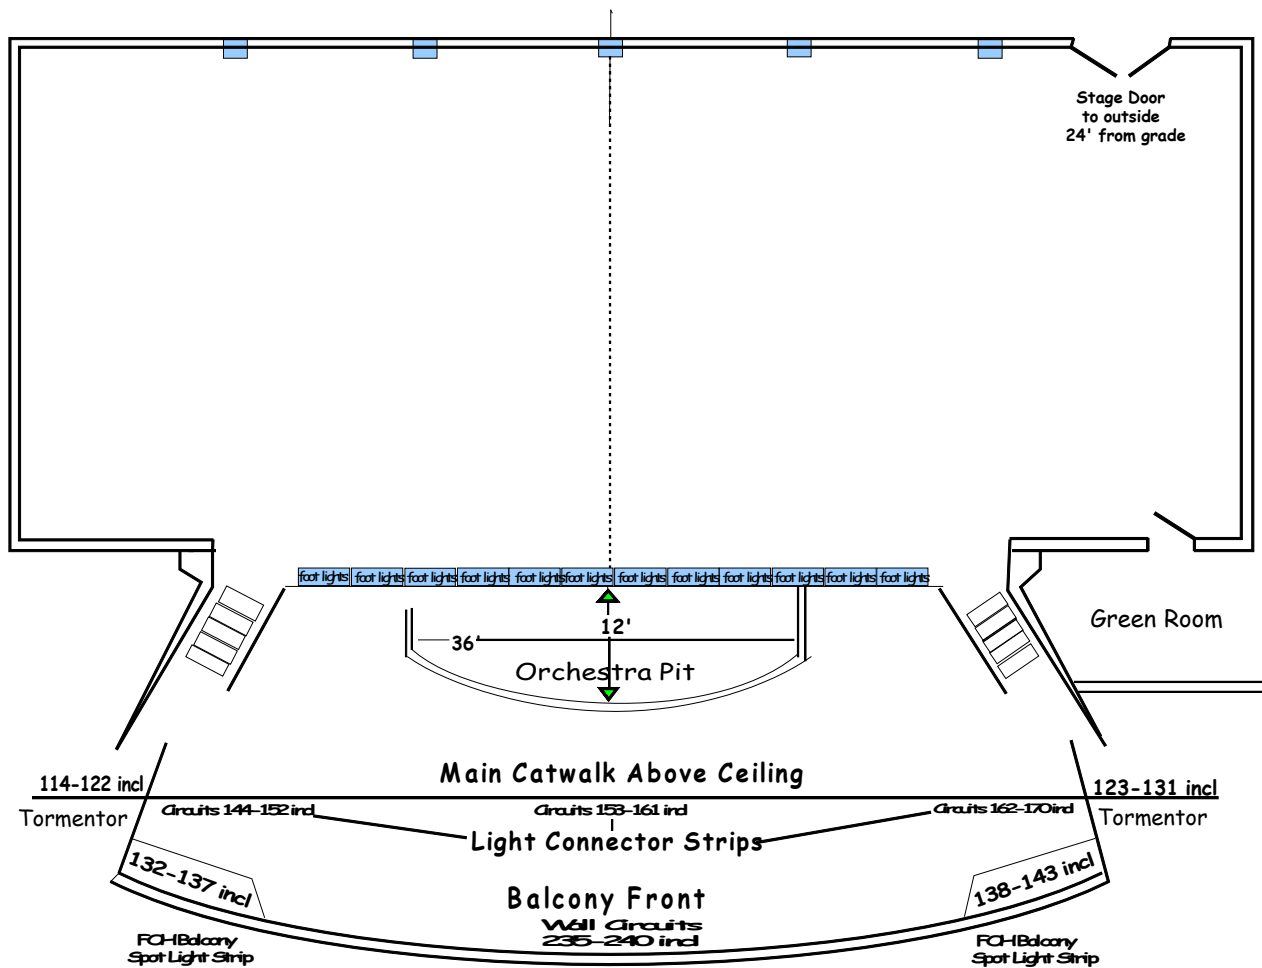 Stage Door
to outside
24' from grade
foot lights foot lights foot lights foot lights foot lights foot lights foot lights foot lights foot lights foot lights foot lights foot lights
12'
36'
Orchestra Pit
Green Room
Main Catwalk Above Ceiling
114-122 incl
123-131 incl
Circuits 144-152 incl
Circuits 153-161 incl
Circuits 162-170 incl
Tormentor
Tormentor
Light Connector Strips
132-137 incl
138-143 incl
Balcony Front
Wall Circuits
235-240 incl
FOH Balcony
Spot Light Strip
FOH Balcony
Spot Light Strip